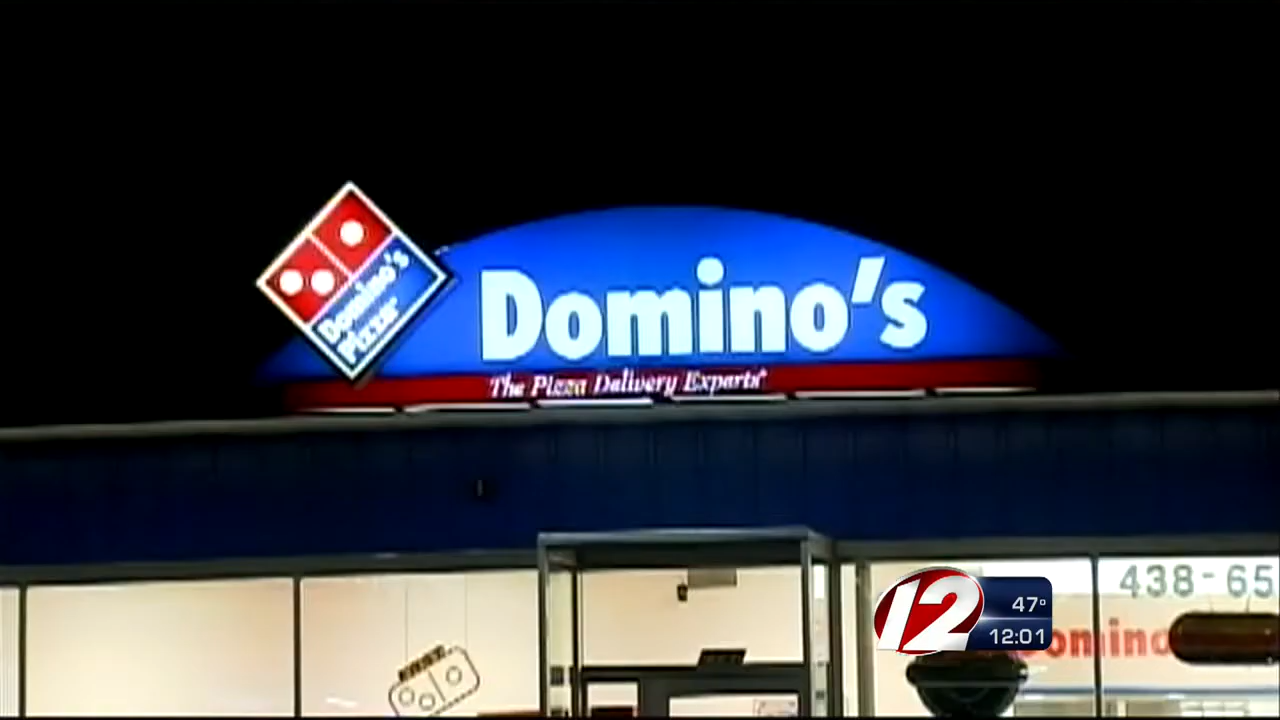 Domino's
Pizza
Domino's
The Pizza Delivery Experts
438-65
Domino
12
47°
12:01